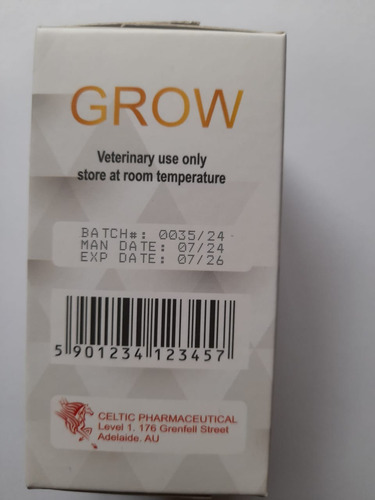 GROW
Veterinary use only
store at room temperature
BATCH#: 0035/24
MAN DATE: 07/24
EXP DATE: 07/26
5 901234 123457
CELTIC PHARMACEUTICAL
Level 1. 176 Grenfell Street
Adelaide. AU